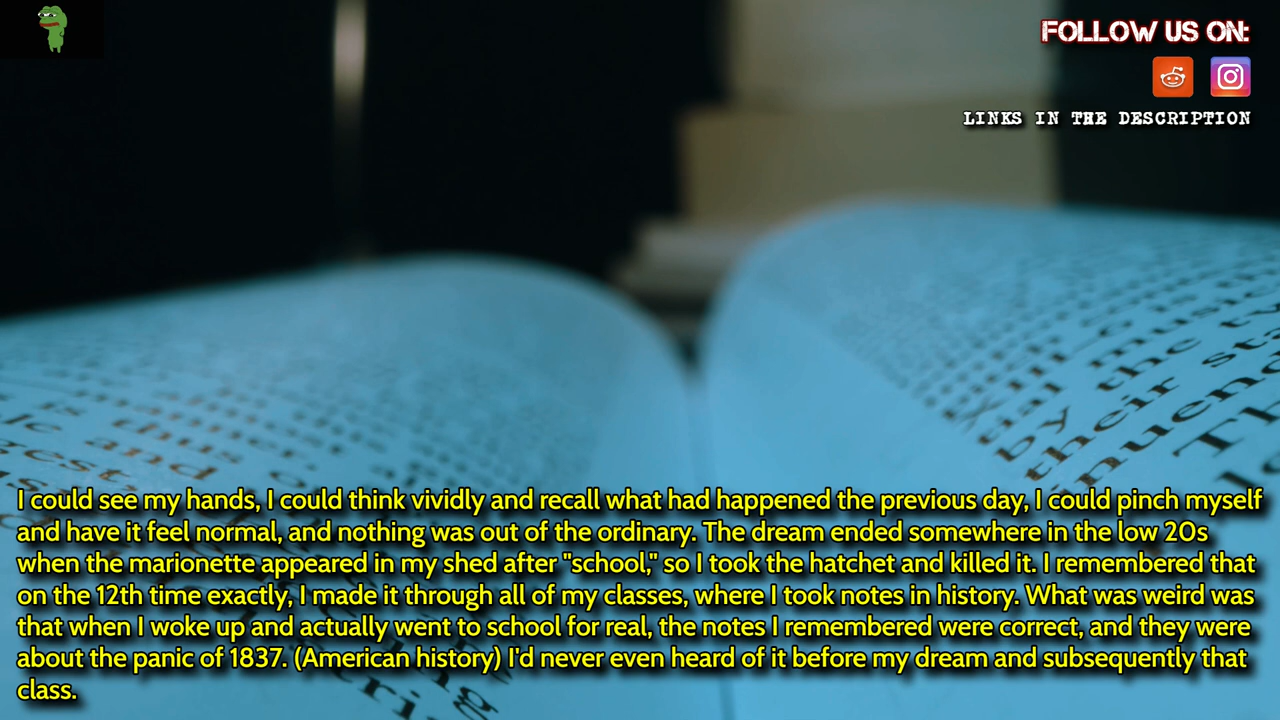 FOLLOW US ON:
LINKS IN THE DESCRIPTION
by the
their
I could see my hands, I could think vividly and recall what had happened the previous day, I could pinch myself
and have it feel normal, and nothing was out of the ordinary. The dream ended somewhere in the low 20s
when the marionette appeared in my shed after "school," so I took the hatchet and killed it. I remembered that
on the 12th time exactly, I made it through all of my classes, where I took notes in history. What was weird was
that when I woke up and actually went to school for real, the notes I remembered were correct, and they were
about the panic of 1837. (American history) I'd never even heard of it before my dream and subsequently that
class.